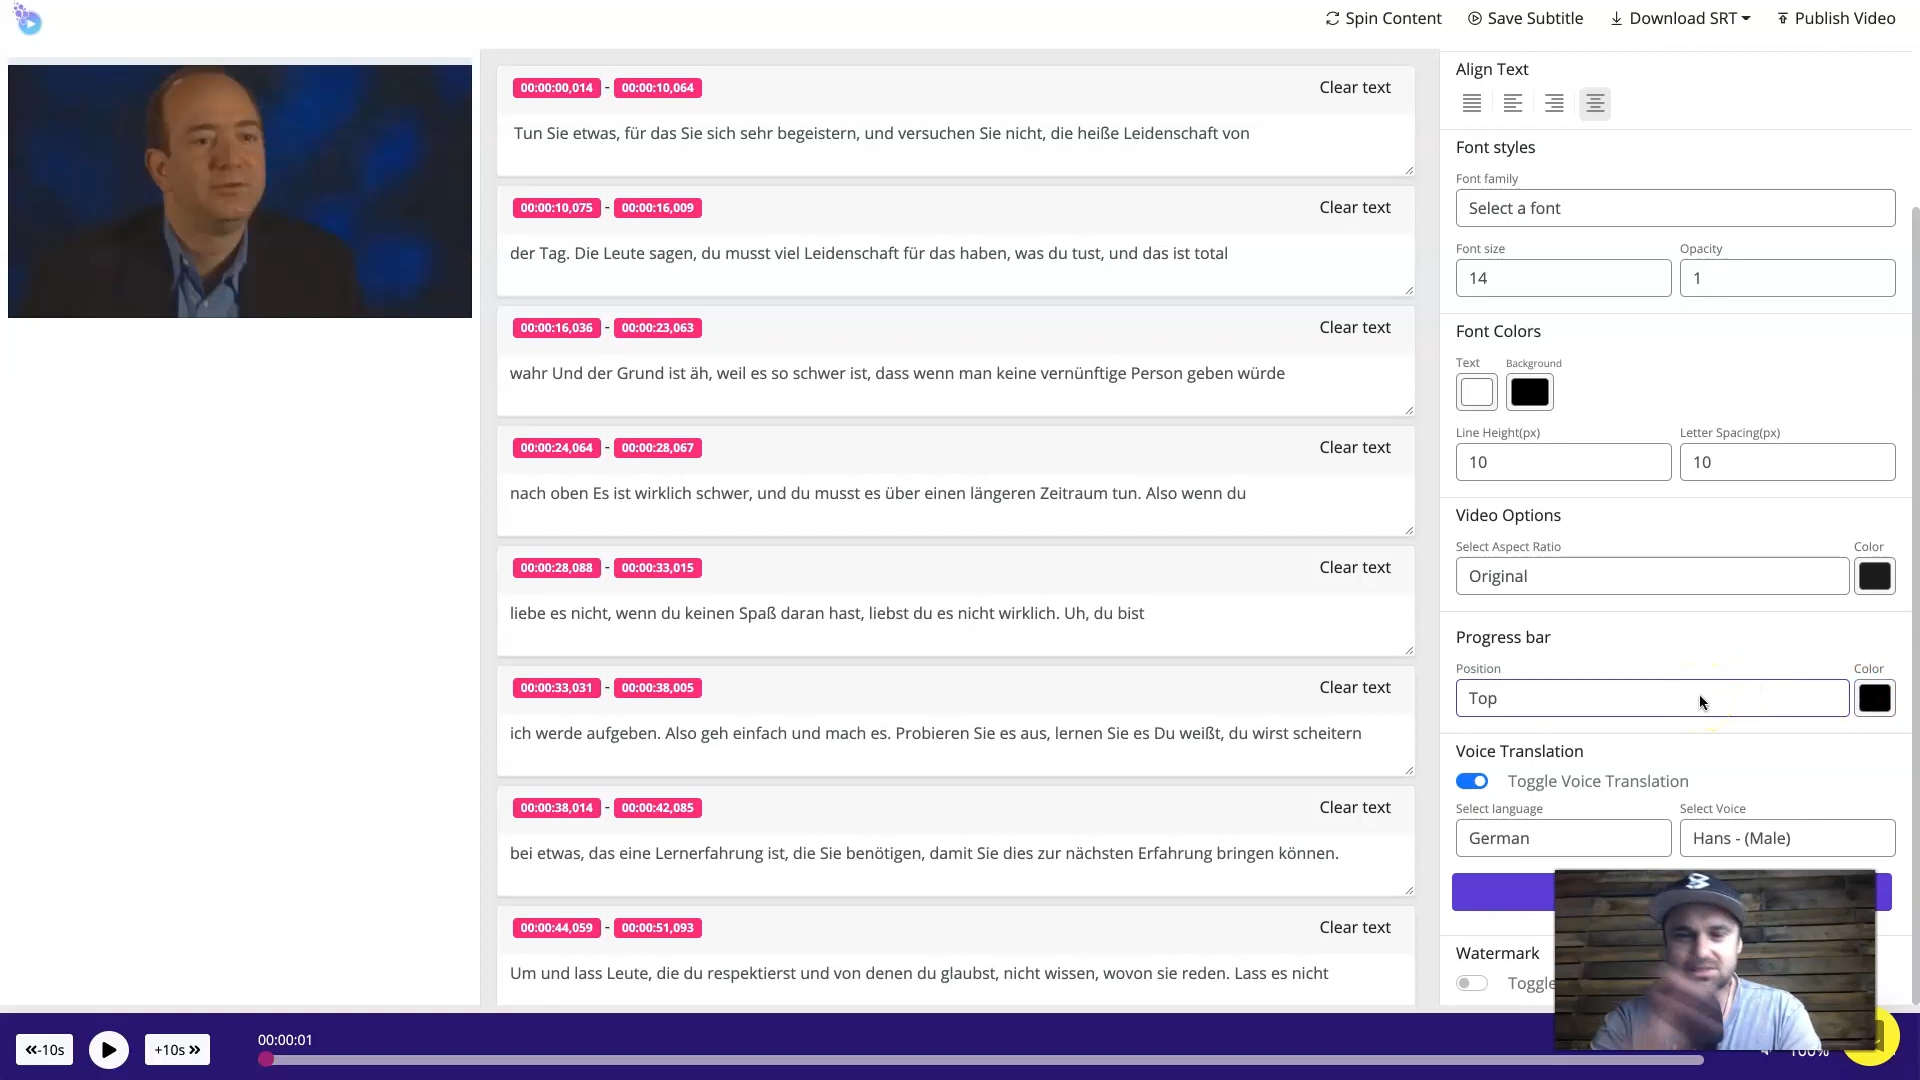 Spin Content
Save Subtitle
Download SRT
Publish Video
00:00:00,014 - 00:00:10,064
Clear text
Tun Sie etwas, für das Sie sich sehr begeistern, und versuchen Sie nicht, die heiße Leidenschaft von
00:00:10,075 - 00:00:16,009
Clear text
der Tag. Die Leute sagen, du musst viel Leidenschaft für das haben, was du tust, und das ist total
00:00:16,036 - 00:00:23,063
Clear text
wahr Und der Grund ist äh, weil es so schwer ist, dass wenn man keine vernünftige Person geben würde
00:00:24,064 - 00:00:28,067
Clear text
nach oben Es ist wirklich schwer, und du musst es über einen längeren Zeitraum tun. Also wenn du
00:00:28,088 - 00:00:33,015
Clear text
liebe es nicht, wenn du keinen Spaß daran hast, liebst du es nicht wirklich. Uh, du bist
00:00:33,031 - 00:00:38,005
Clear text
ich werde aufgeben. Also geh einfach und mach es. Probieren Sie es aus, lernen Sie es Du weißt, du wirst scheitern
00:00:38,014 - 00:00:42,085
Clear text
bei etwas, das eine Lernerfahrung ist, die Sie benötigen, damit Sie dies zur nächsten Erfahrung bringen können.
00:00:44,059 - 00:00:51,093
Clear text
Um und lass Leute, die du respektierst und von denen du glaubst, nicht wissen, wovon sie reden. Lass es nicht
Align Text
Font styles
Font family
Select a font
Font size
Opacity
14
1
Font Colors
Text
Background
Line Height(px)
Letter Spacing(px)
10
10
Video Options
Select Aspect Ratio
Color
Original
Progress bar
Position
Color
Top
Voice Translation
Toggle Voice Translation
Select language
Select Voice
German
Hans - (Male)
Watermark
Toggle
-10s
+10s
00:00:01
100%